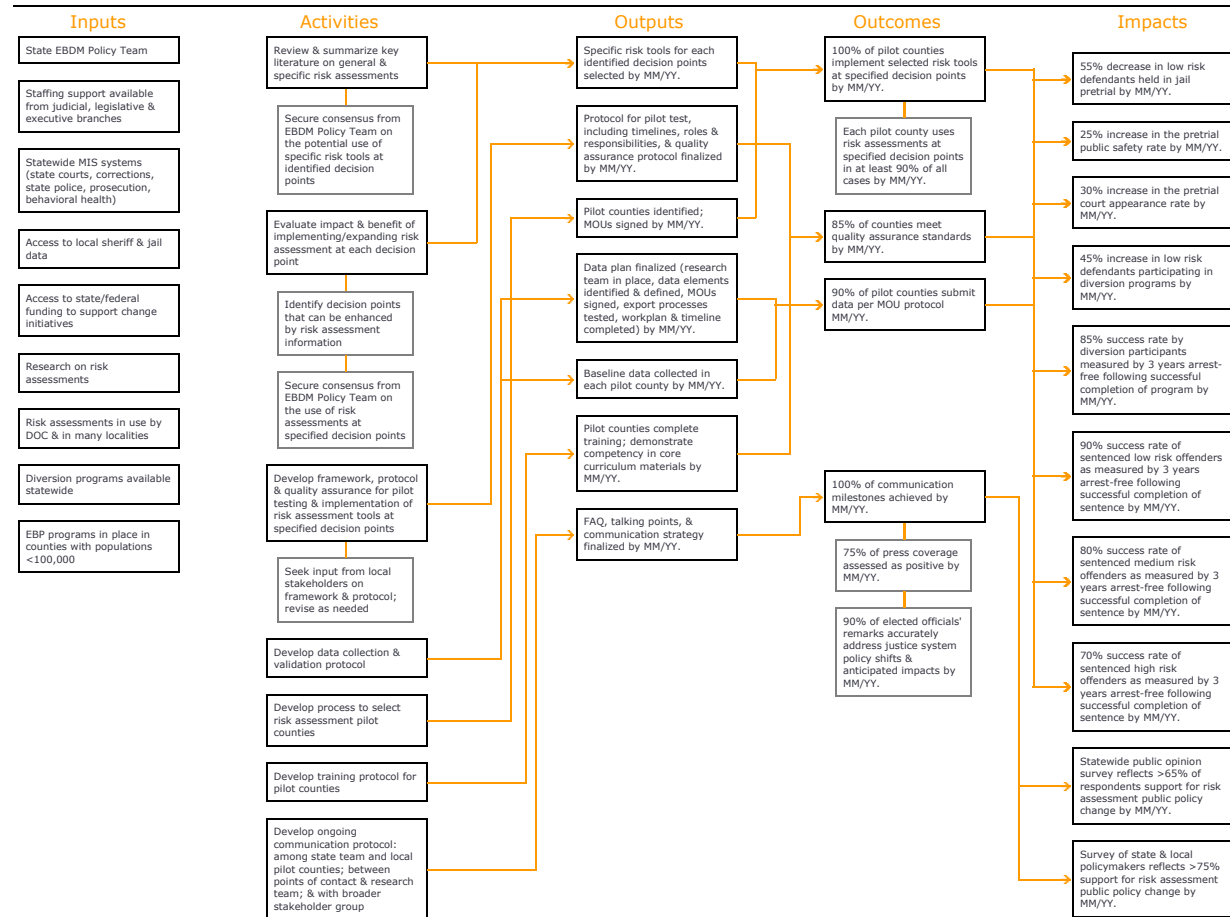 Inputs
State EBDM Policy Team
Staffing support available
from judicial, legislative &
executive branches
Statewide MIS systems
(state courts, corrections,
state police, prosecution,
behavioral health)
Access to local sheriff & jail
data
Access to state/federal
funding to support change
initiatives
Research on risk
assessments
Risk assessments in use by
DOC & in many localities
Diversion programs available
statewide
EBP programs in place in
counties with populations
<100,000
Activities
Review & summarize key
literature on general &
specific risk assessments
Secure consensus from
EBDM Policy Team on
the potential use of
specific risk tools at
identified decision
points
Evaluate impact & benefit of
implementing/expanding risk
assessment at each decision
point
Identify decision points
that can be enhanced
by risk assessment
information
Secure consensus from
EBDM Policy Team on
the use of risk
assessments at
specified decision points
Develop framework, protocol
& quality assurance for pilot
testing & implementation of
risk assessment tools at
specified decision points
Seek input from local
stakeholders on
framework & protocol;
revise as needed
Develop data collection &
validation protocol
Develop process to select
risk assessment pilot
counties
Develop training protocol for
pilot counties
Develop ongoing
communication protocol:
among state team and local
pilot counties; between
points of contact & research
team; & with broader
stakeholder group
Outputs
Specific risk tools for each
identified decision points
selected by MM/YY.
Protocol for pilot test,
including timelines, roles &
responsibilities, & quality
assurance protocol finalized
by MM/YY.
Pilot counties identified;
MOUs signed by MM/YY.
Data plan finalized (research
team in place, data elements
identified & defined, MOUs
signed, export processes
tested, workplan & timeline
completed) by MM/YY.
Baseline data collected in
each pilot county by MM/YY.
Pilot counties complete
training; demonstrate
competency in core
curriculum materials by
MM/YY.
FAQ, talking points, &
communication strategy
finalized by MM/YY.
Outcomes
100% of pilot counties
implement selected risk tools
at specified decision points
by MM/YY.
Each pilot county uses
risk assessments at
specified decision points
in at least 90% of all
cases by MM/YY.
85% of counties meet
quality assurance standards
by MM/YY.
90% of pilot counties submit
data per MOU protocol
MM/YY.
100% of communication
milestones achieved by
MM/YY.
75% of press coverage
assessed as positive by
MM/YY.
90% of elected officials'
remarks accurately
address justice system
policy shifts &
anticipated impacts by
MM/YY.
Impacts
55% decrease in low risk
defendants held in jail
pretrial by MM/YY.
25% increase in the pretrial
public safety rate by MM/YY.
30% increase in the pretrial
court appearance rate by
MM/YY.
45% increase in low risk
defendants participating in
diversion programs by
MM/YY.
85% success rate by
diversion participants
measured by 3 years arrest-
free following successful
completion of program by
MM/YY.
90% success rate of
sentenced low risk offenders
as measured by 3 years
arrest-free following
successful completion of
sentence by MM/YY.
80% success rate of
sentenced medium risk
offenders as measured by 3
years arrest-free following
successful completion of
sentence by MM/YY.
70% success rate of
sentenced high risk
offenders as measured by 3
years arrest-free following
successful completion of
sentence by MM/YY.
Statewide public opinion
survey reflects >65% of
respondents support for risk
assessment public policy
change by MM/YY.
Survey of state & local
policymakers reflects >75%
support for risk assessment
public policy change by
MM/YY.